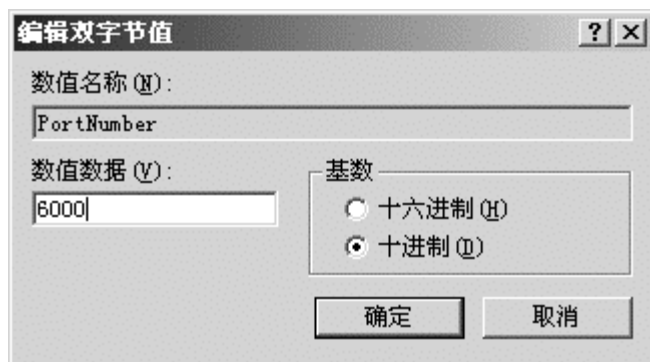 编辑双字节值
数值名称(N):
PortNumber
数值数据(V):
6000
基数
十六进制(H)
十进制(D)
确定
取消